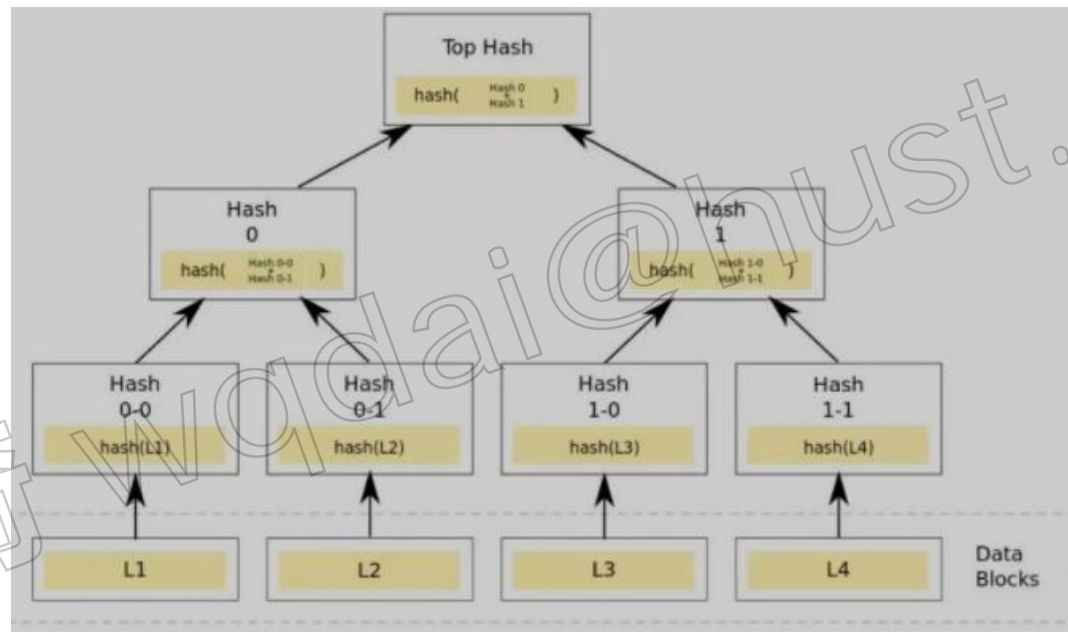 Top Hash
hash( Hash 0 + Hash 1 )
Hash
0
hash( Hash 0-0 + Hash 0-1 )
Hash
1
hash( Hash 1-0 + Hash 1-1 )
Hash
0-0
hash(L1)
Hash
0-1
hash(L2)
Hash
1-0
hash(L3)
Hash
1-1
hash(L4)
L1
L2
L3
L4
Data
Blocks
wqdai@hust.